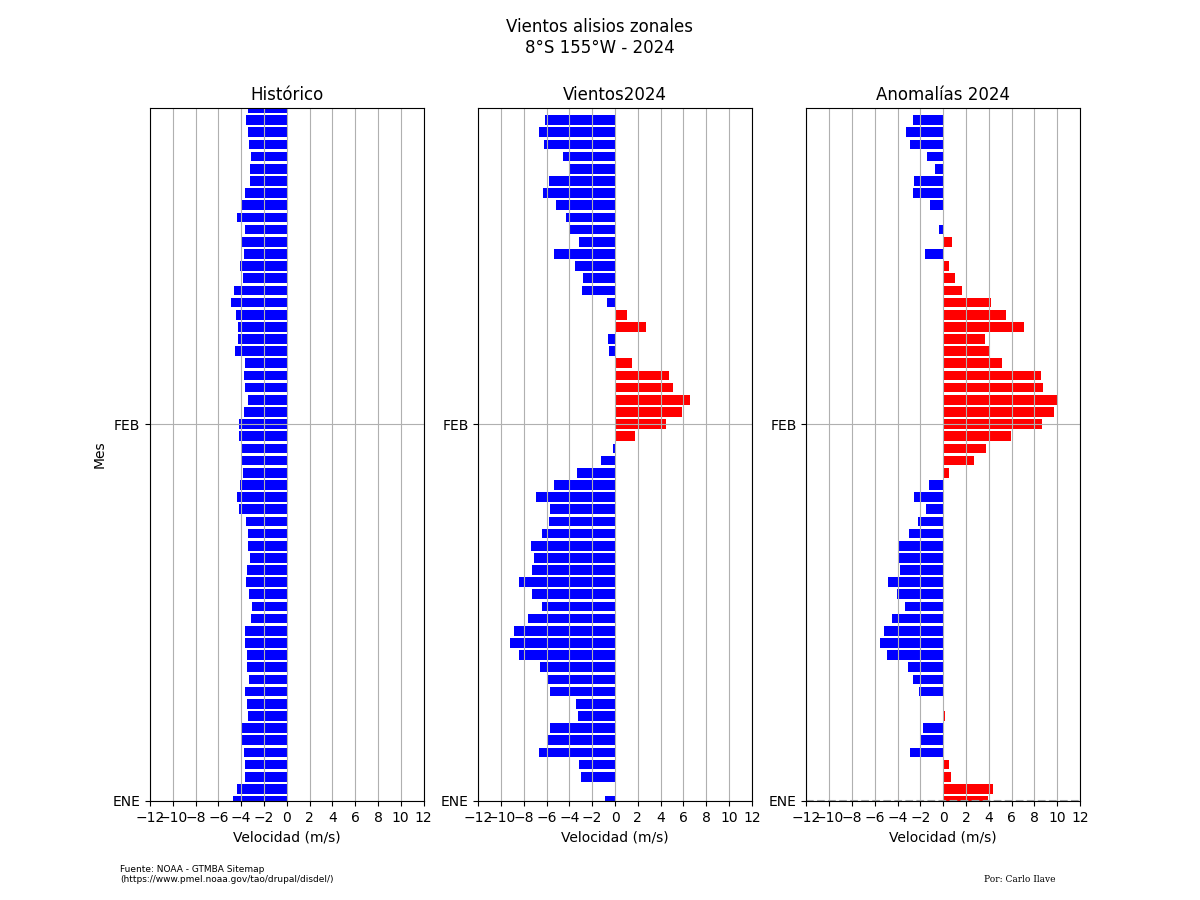 Vientos alisios zonales
8°S 155°W - 2024
Histórico
Vientos2024
Anomalías 2024
FEB
FEB
FEB
Mes
ENE
ENE
ENE
−12 −10 −8 −6 −4 −2 0 2 4 6 8 10 12
−12 −10 −8 −6 −4 −2 0 2 4 6 8 10 12
−12 −10 −8 −6 −4 −2 0 2 4 6 8 10 12
Velocidad (m/s)
Velocidad (m/s)
Velocidad (m/s)
Fuente: NOAA - GTMBA Sitemap
(https://www.pmel.noaa.gov/tao/drupal/disdel/)
Por: Carlo Ilave